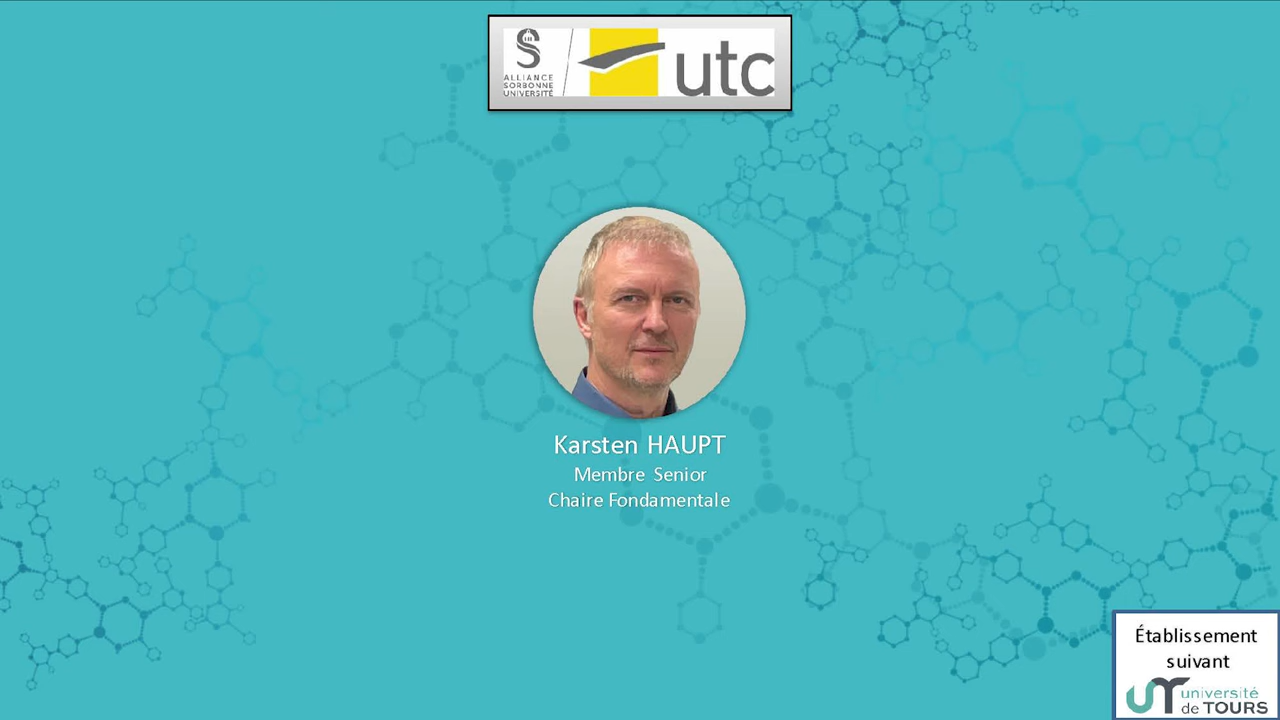 ALLIANCE
SORBONNE
UNIVERSITÉ
utc
Karsten HAUPT
Membre Senior
Chaire Fondamentale
Établissement
suivant
université
de TOURS